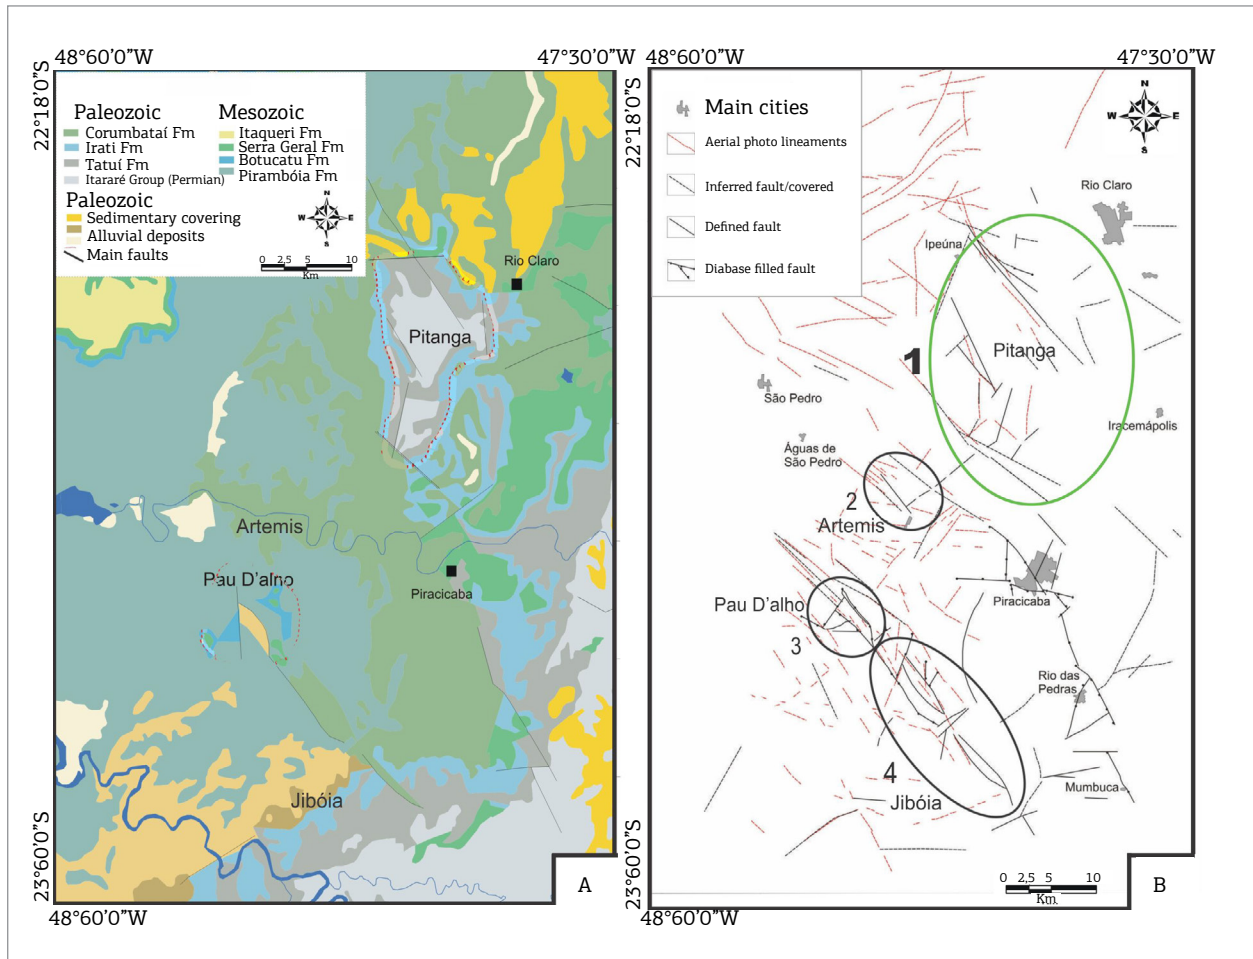 48°60’0”W
47°30’0”W
22°18’0”S
Paleozoic
Corumbataí Fm
Irati Fm
Tatuí Fm
Itararé Group (Permian)
Mesozoic
Itaqueri Fm
Serra Geral Fm
Botucatu Fm
Pirambóia Fm
Paleozoic
Sedimentary covering
Alluvial deposits
Main faults
N
W
E
S
0 2,5 5 10
Km
Rio Claro
Pitanga
Artemis
Pau D'alho
Piracicaba
Jibóia
23°60’0”S
A
48°60’0”W
48°60’0”W
47°30’0”W
22°18’0”S
Main cities
Aerial photo lineaments
Inferred fault/covered
Defined fault
Diabase filled fault
N
W
E
S
Rio Claro
Ipeúna
Pitanga
1
São Pedro
Iracemápolis
Águas de
São Pedro
2
Artemis
Pau D'alho
Piracicaba
3
Rio das
Pedras
4
Jibóia
Mumbuca
0 2,5 5 10
Km.
23°60’0”S
B
48°60’0”W